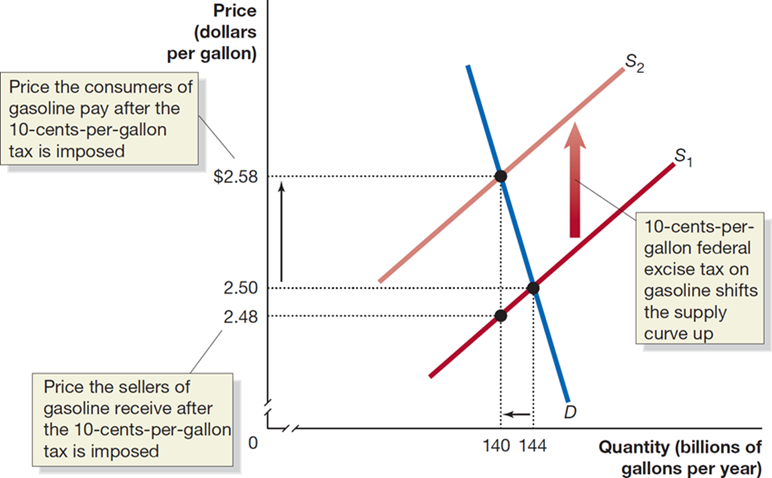 Price
(dollars
per gallon)
Price the consumers of
gasoline pay after the
10-cents-per-gallon
tax is imposed
S2
S1
$2.58
10-cents-per-
gallon federal
excise tax on
gasoline shifts
the supply
curve up
2.50
2.48
Price the sellers of
gasoline receive after
the 10-cents-per-gallon
tax is imposed
D
0
140 144
Quantity (billions of
gallons per year)